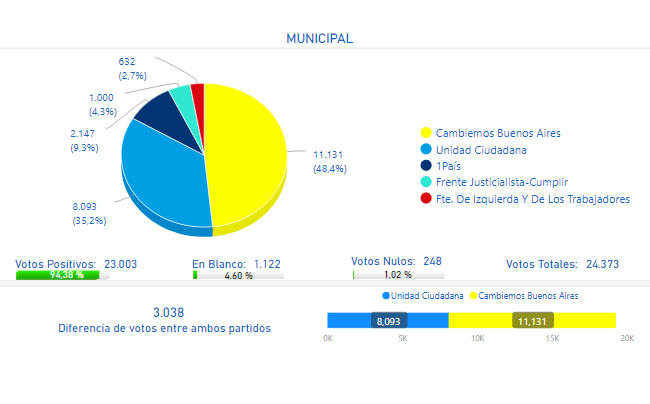 MUNICIPAL
632
(2,7%)
1.000
(4,3%)
2.147
(9,3%)
8.093
(35,2%)
11.131
(48,4%)
Cambiemos Buenos Aires
Unidad Ciudadana
1País
Frente Justicialista-Cumplir
Fte. De Izquierda Y De Los Trabajadores
Votos Positivos: 23.003
94,38 %
En Blanco: 1.122
4,60 %
Votos Nulos: 248
1,02 %
Votos Totales: 24.373
3.038
Diferencia de votos entre ambos partidos
Unidad Ciudadana Cambiemos Buenos Aires
8,093 11,131
0K 5K 10K 15K 20K